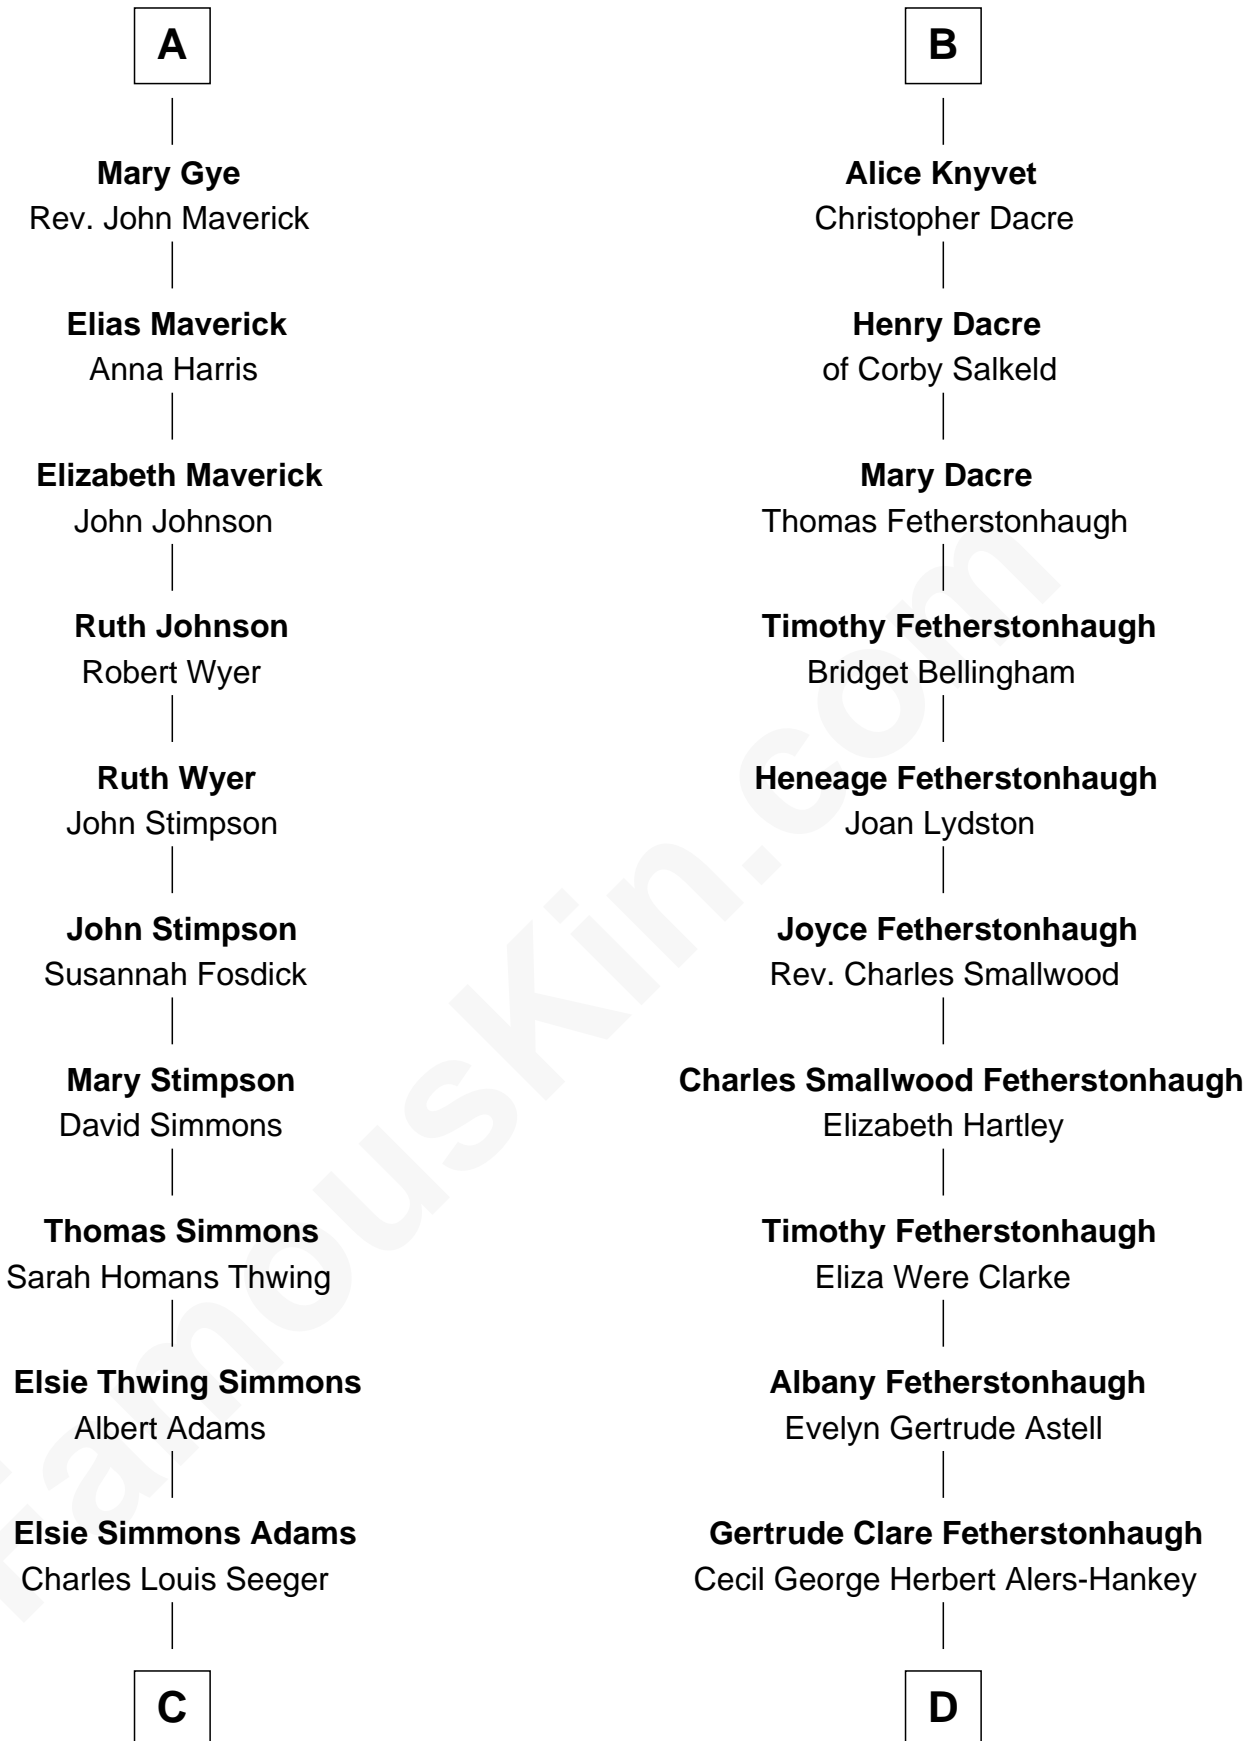 A
Mary Gye
Rev. John Maverick
Elias Maverick
Anna Harris
Elizabeth Maverick
John Johnson
Ruth Johnson
Robert Wyer
Ruth Wyer
John Stimpson
John Stimpson
Susannah Fosdick
Mary Stimpson
David Simmons
Thomas Simmons
Sarah Homans Thwing
Elsie Thwing Simmons
Albert Adams
Elsie Simmons Adams
Charles Louis Seeger
C
B
Alice Knyvet
Christopher Dacre
Henry Dacre
of Corby Salkeld
Mary Dacre
Thomas Fetherstonhaugh
Timothy Fetherstonhaugh
Bridget Bellingham
Heneage Fetherstonhaugh
Joan Lydston
Joyce Fetherstonhaugh
Rev. Charles Smallwood
Charles Smallwood Fetherstonhaugh
Elizabeth Hartley
Timothy Fetherstonhaugh
Eliza Were Clarke
Albany Fetherstonhaugh
Evelyn Gertrude Astell
Gertrude Clare Fetherstonhaugh
Cecil George Herbert Alers-Hankey
D
FamousKin.com